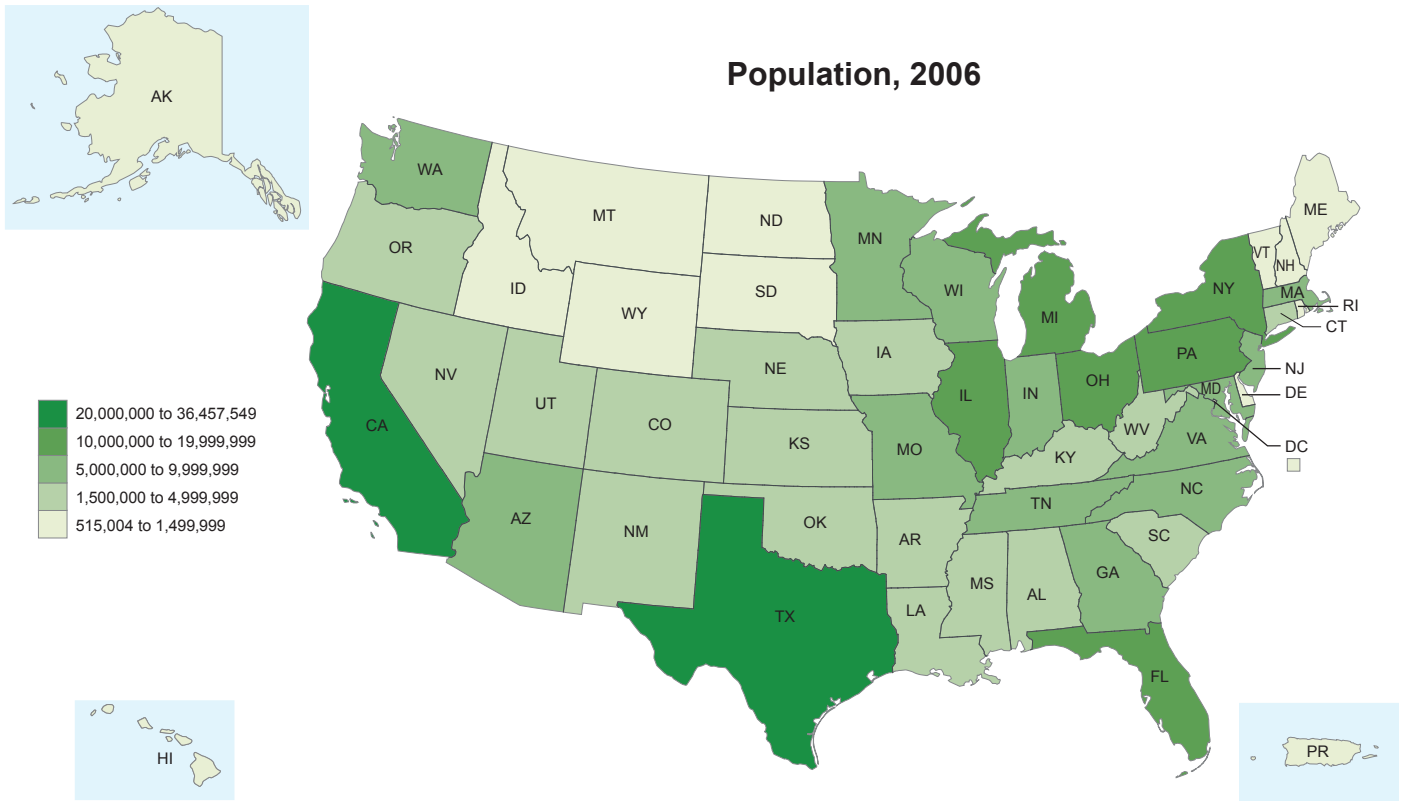 Population, 2006
AK
WA
MT
ND
MN
ME
VT
NH
OR
ID
SD
WI
NY
MA
RI
CT
WY
MI
IA
PA
NJ
NE
NV
UT
CO
IL
IN
OH
MD
DE
DC
KS
MO
WV
VA
KY
CA
20,000,000 to 36,457,549
10,000,000 to 19,999,999
5,000,000 to 9,999,999
1,500,000 to 4,999,999
515,004 to 1,499,999
AZ
NM
OK
AR
TN
NC
SC
MS
AL
GA
TX
LA
FL
HI
PR